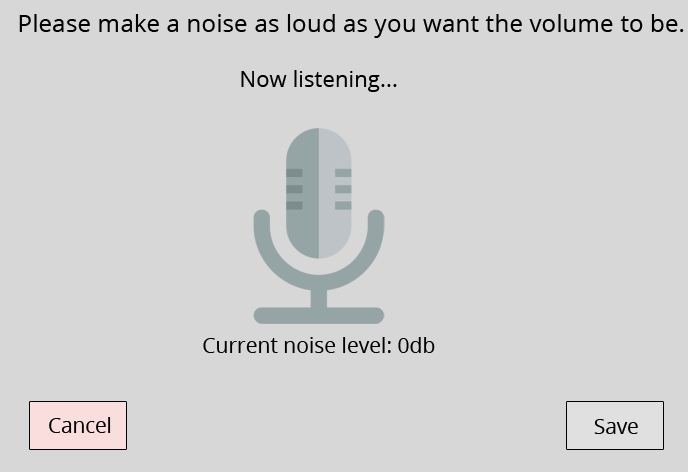 Please make a noise as loud as you want the volume to be.
Now listening...
Current noise level: 0db
Cancel
Save